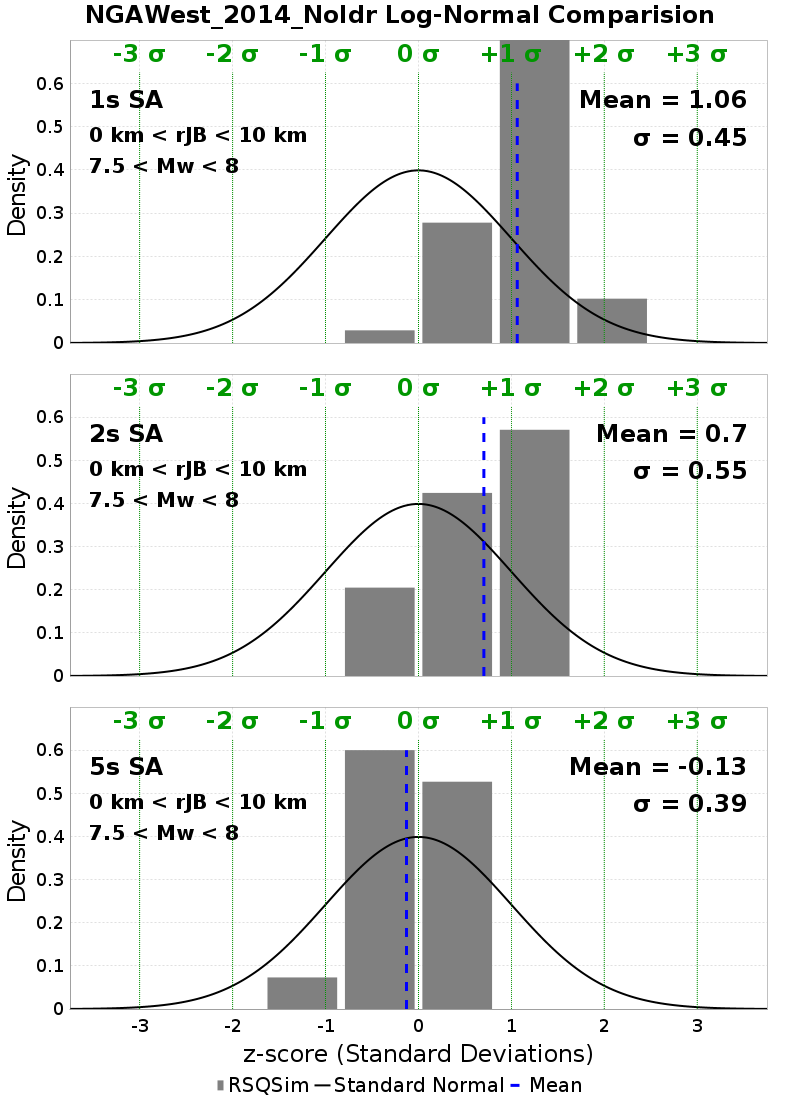 NGAWest_2014_NoIdr Log-Normal Comparision
-3 σ -2 σ -1 σ 0 σ +1 σ +2 σ +3 σ
1s SA
0 km < rJB < 10 km
7.5 < Mw < 8
Mean = 1.06
σ = 0.45
Density
0.6
0.5
0.4
0.3
0.2
0.1
0
-3 σ -2 σ -1 σ 0 σ +1 σ +2 σ +3 σ
2s SA
0 km < rJB < 10 km
7.5 < Mw < 8
Mean = 0.7
σ = 0.55
Density
0.6
0.5
0.4
0.3
0.2
0.1
0
-3 σ -2 σ -1 σ 0 σ +1 σ +2 σ +3 σ
5s SA
0 km < rJB < 10 km
7.5 < Mw < 8
Mean = -0.13
σ = 0.39
Density
0.6
0.5
0.4
0.3
0.2
0.1
0
-3 -2 -1 0 1 2 3
z-score (Standard Deviations)
RSQSim Standard Normal Mean